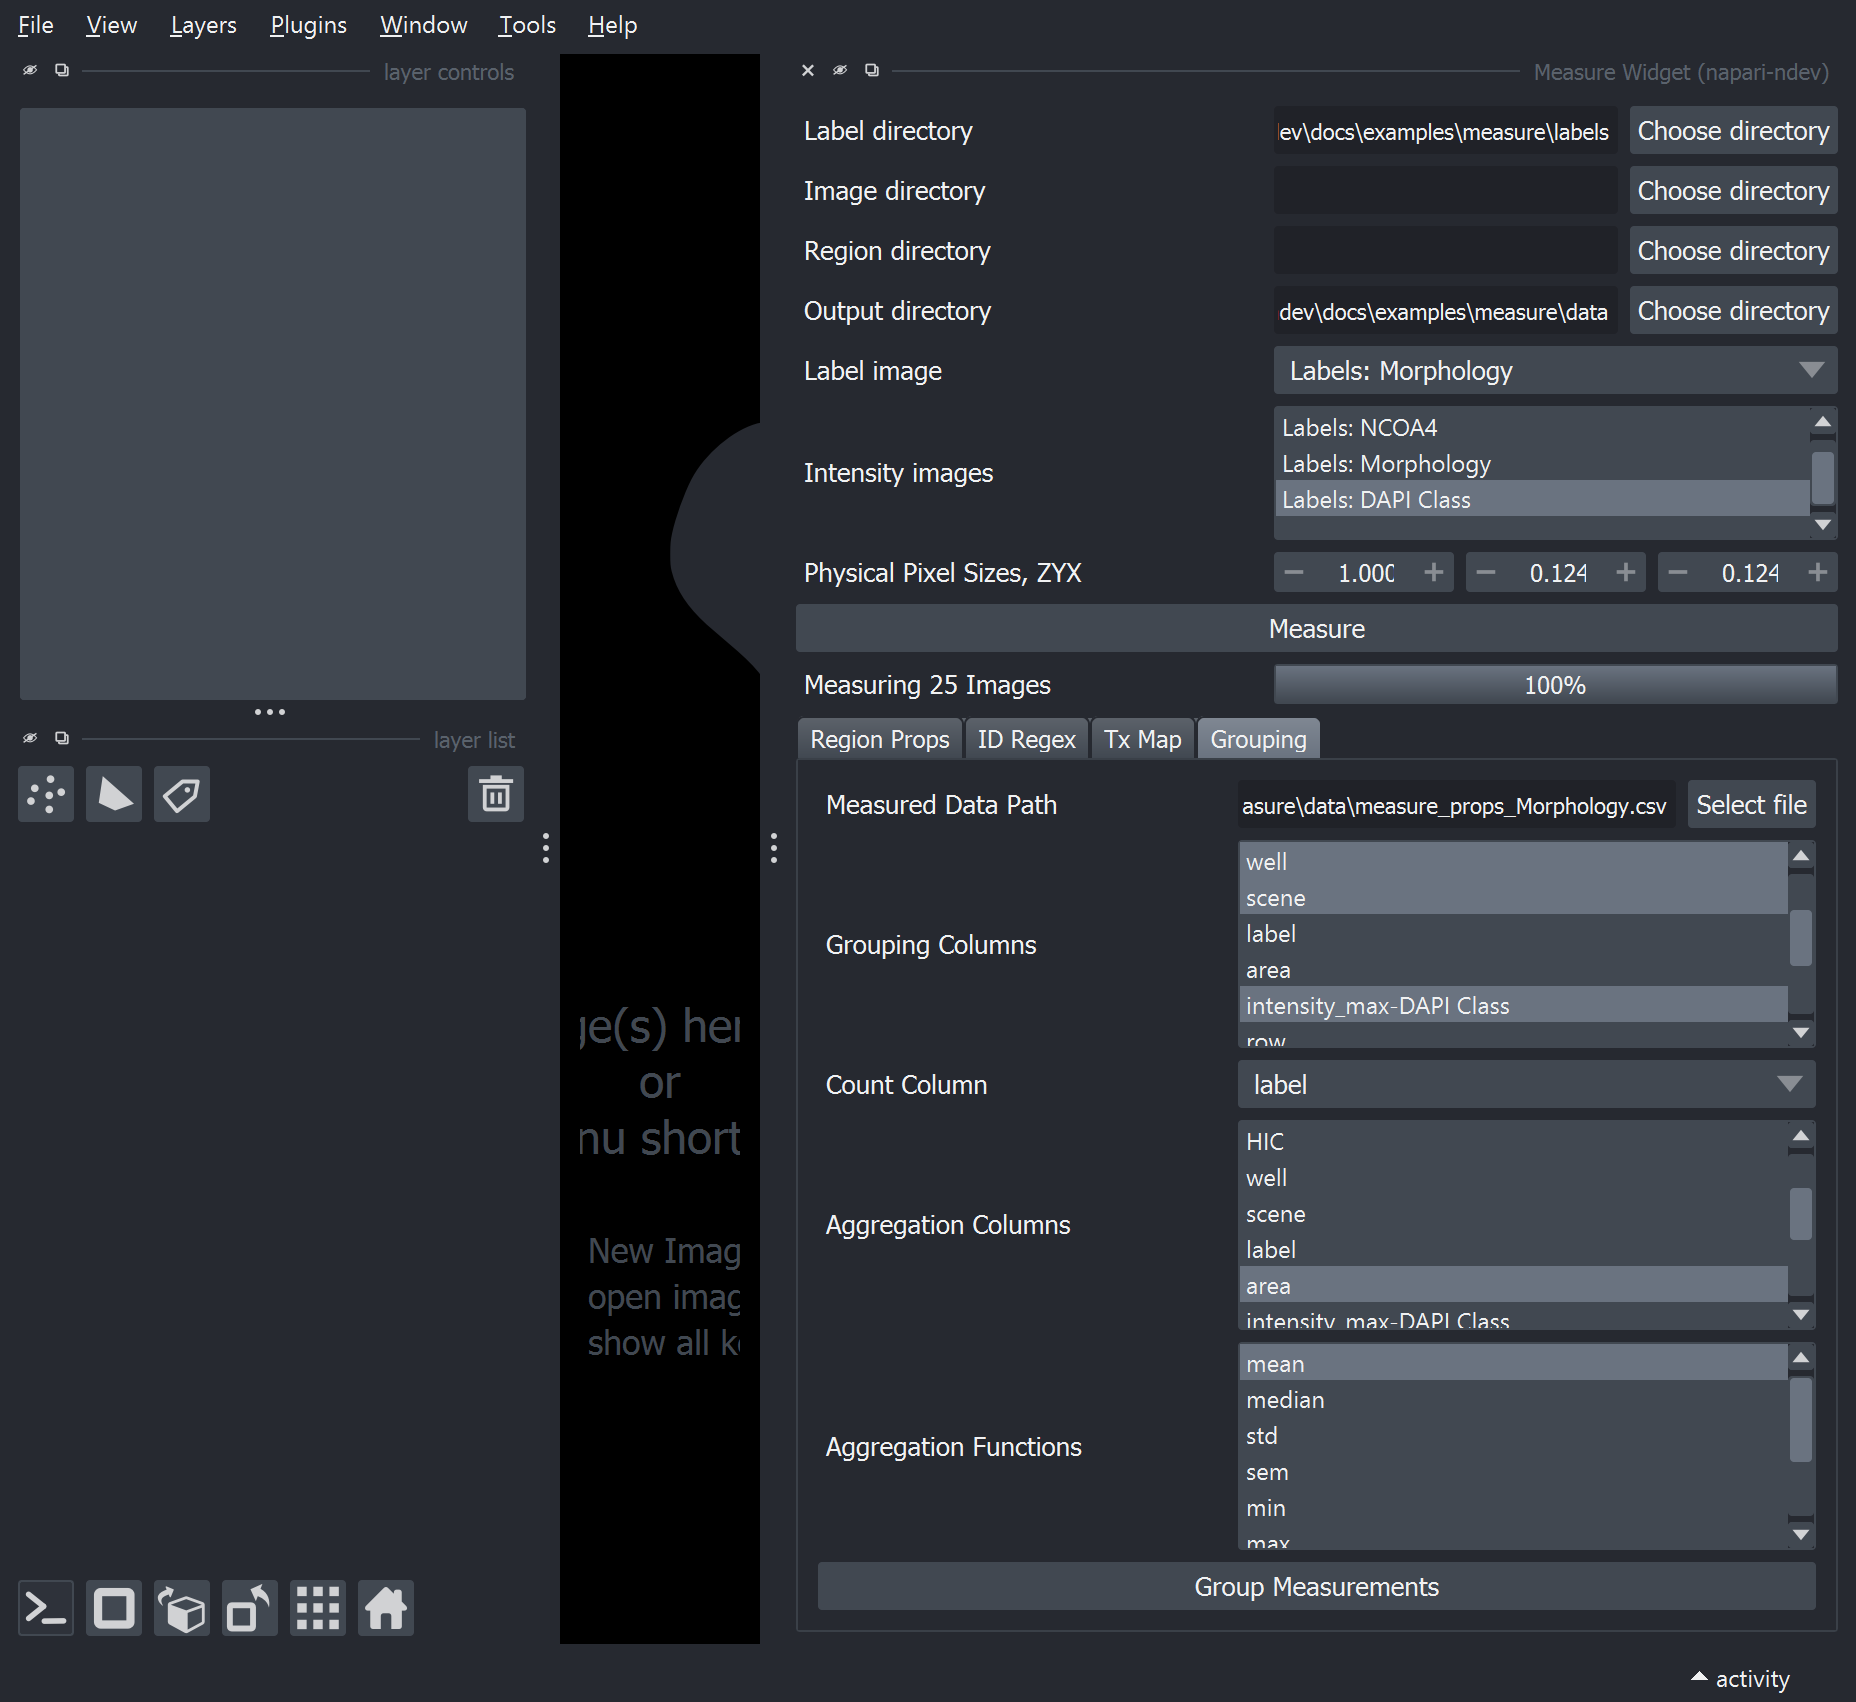 File View Layers Plugins Window Tools Help
layer controls
Measure Widget (napari-ndev)
Label directory
ev\docs\examples\measure\labels
Choose directory
Image directory
Choose directory
Region directory
Choose directory
Output directory
dev\docs\examples\measure\data
Choose directory
Label image
Labels: Morphology
Intensity images
Labels: NCOA4
Labels: Morphology
Labels: DAPI Class
Physical Pixel Sizes, ZYX
− 1.000 + − 0.124 + − 0.124 +
Measure
Measuring 25 Images
100%
layer list
Region Props ID Regex Tx Map Grouping
Measured Data Path
asure\data\measure_props_Morphology.csv
Select file
Grouping Columns
well
scene
label
area
intensity_max-DAPI Class
row
Count Column
label
Aggregation Columns
HIC
well
scene
label
area
intensity_max-DAPI Class
Aggregation Functions
mean
median
std
sem
min
max
Group Measurements
ge(s) her
or
nu short
New Imag
open imag
show all k
activity